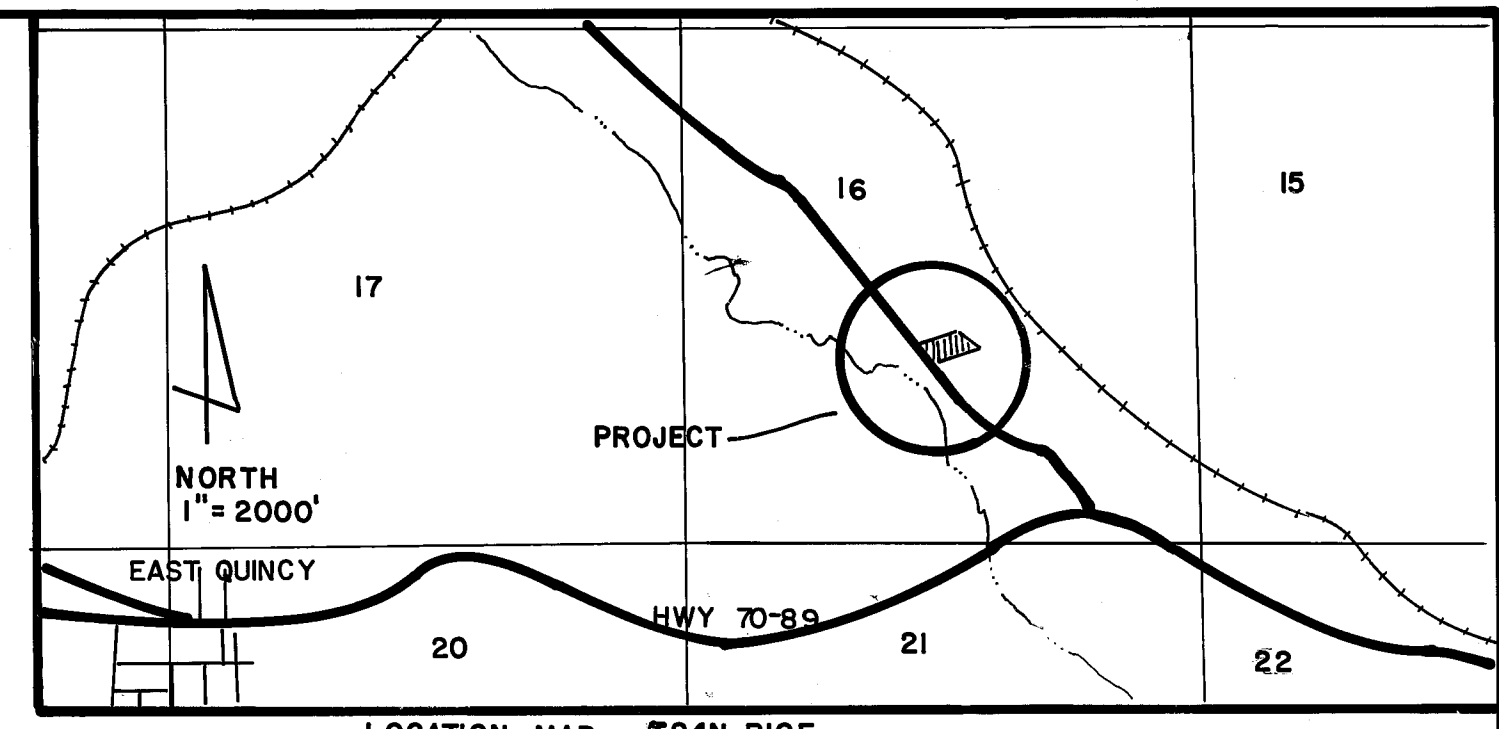 16
15
17
PROJECT
NORTH
1"= 2000'
EAST QUINCY
HWY 70-89
20
21
22
LOCATION MAP